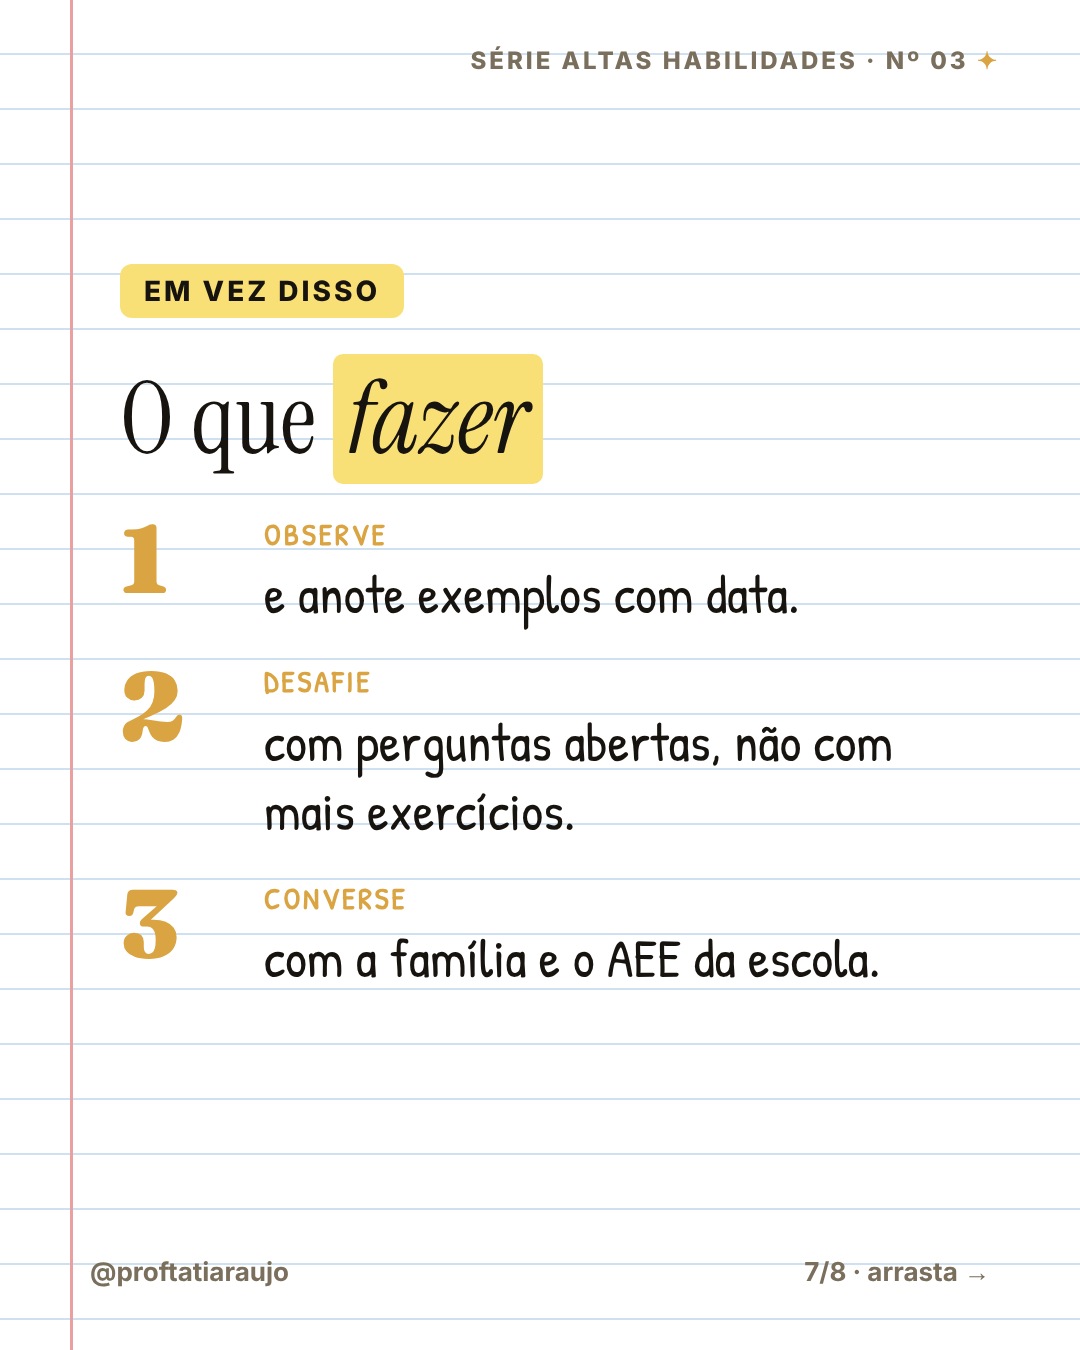 SÉRIE ALTAS HABILIDADES · Nº 03 ✦
EM VEZ DISSO
O que fazer
1
OBSERVE
e anote exemplos com data.
2
DESAFIE
com perguntas abertas, não com
mais exercícios.
3
CONVERSE
com a família e o AEE da escola.
@proftatiaraujo
7/8 · arrasta →